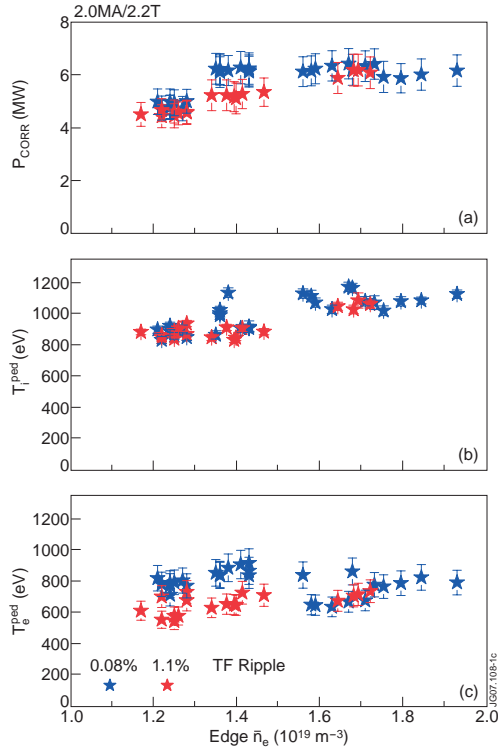 2.0MA/2.2T
8
6
4
2
0
P_CORR (MW)
(a)
1200
1000
800
600
400
200
0
T_i^ped (eV)
(b)
1200
1000
800
600
400
200
0
T_e^ped (eV)
0.08% 1.1% TF Ripple
(c)
1.0 1.2 1.4 1.6 1.8 2.0
Edge n̄_e (10^19 m^−3)
JG07.108-1c